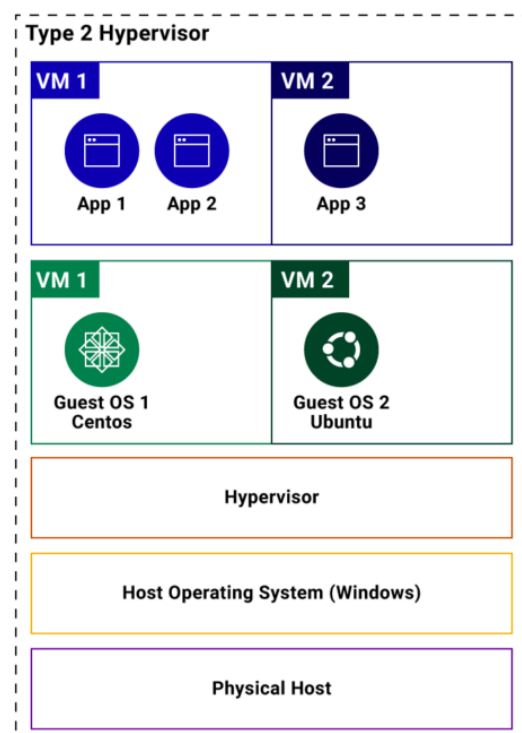 Type 2 Hypervisor
VM 1
VM 2
App 1
App 2
App 3
VM 1
VM 2
Guest OS 1
Centos
Guest OS 2
Ubuntu
Hypervisor
Host Operating System (Windows)
Physical Host